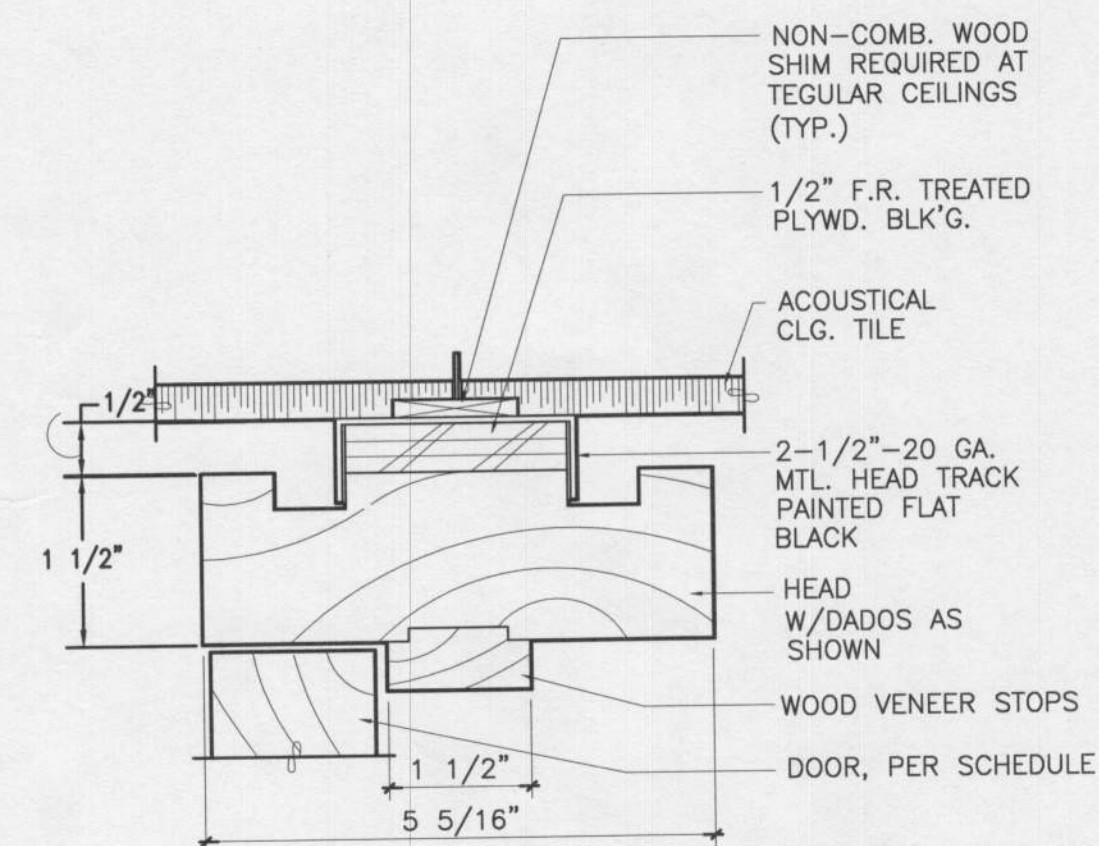 NON-COMB. WOOD
SHIM REQUIRED AT
TEGULAR CEILINGS
(TYP.)
1/2" F.R. TREATED
PLYWD. BLK'G.
ACOUSTICAL
CLG. TILE
1/2"
2-1/2"-20 GA.
MTL. HEAD TRACK
PAINTED FLAT
BLACK
1 1/2"
HEAD
W/DADOS AS
SHOWN
WOOD VENEER STOPS
DOOR, PER SCHEDULE
1 1/2"
5 5/16"